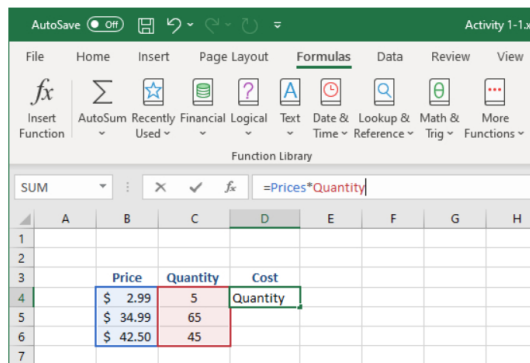 AutoSave Off Activity 1-1.x
File Home Insert Page Layout Formulas Data Review View
fx Σ ? A θ
Insert AutoSum Recently Financial Logical Text Date & Lookup & Math & More
Function Used Time Reference Trig Functions
Function Library
SUM fx =Prices*Quantity
A B C D E F G H
1
2
3 Price Quantity Cost
4 $ 2.99 5 Quantity
5 $ 34.99 65
6 $ 42.50 45
7